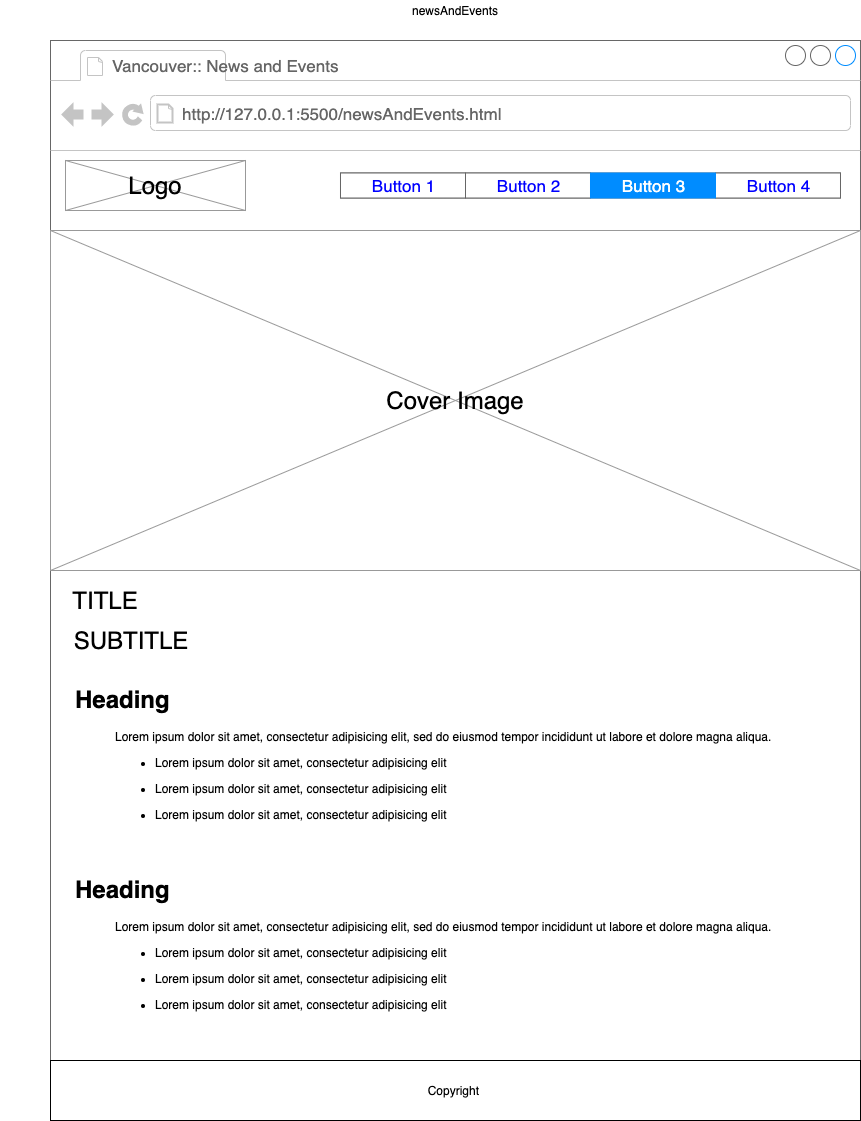 newsAndEvents
Vancouver:: News and Events
http://127.0.0.1:5500/newsAndEvents.html
Logo
Button 1 Button 2 Button 3 Button 4
Cover Image
TITLE
SUBTITLE
Heading
Lorem ipsum dolor sit amet, consectetur adipisicing elit, sed do eiusmod tempor incididunt ut labore et dolore magna aliqua.
• Lorem ipsum dolor sit amet, consectetur adipisicing elit
• Lorem ipsum dolor sit amet, consectetur adipisicing elit
• Lorem ipsum dolor sit amet, consectetur adipisicing elit
Heading
Lorem ipsum dolor sit amet, consectetur adipisicing elit, sed do eiusmod tempor incididunt ut labore et dolore magna aliqua.
• Lorem ipsum dolor sit amet, consectetur adipisicing elit
• Lorem ipsum dolor sit amet, consectetur adipisicing elit
• Lorem ipsum dolor sit amet, consectetur adipisicing elit
Copyright